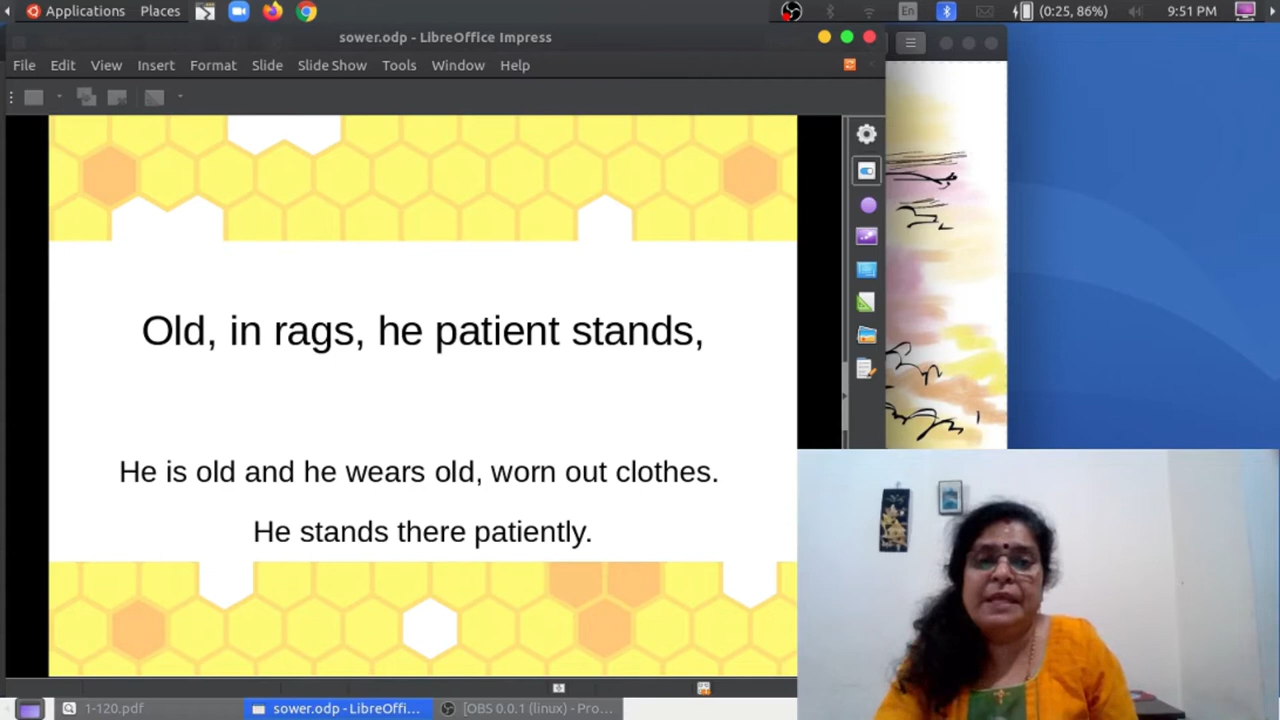 Applications Places En (0:25, 86%) 9:51 PM
sower.odp - LibreOffice Impress
File Edit View Insert Format Slide Slide Show Tools Window Help
Old, in rags, he patient stands,
He is old and he wears old, worn out clothes.
He stands there patiently.
1-120.pdf sower.odp - LibreOffi... [OBS 0.0.1 (linux) - Pro...